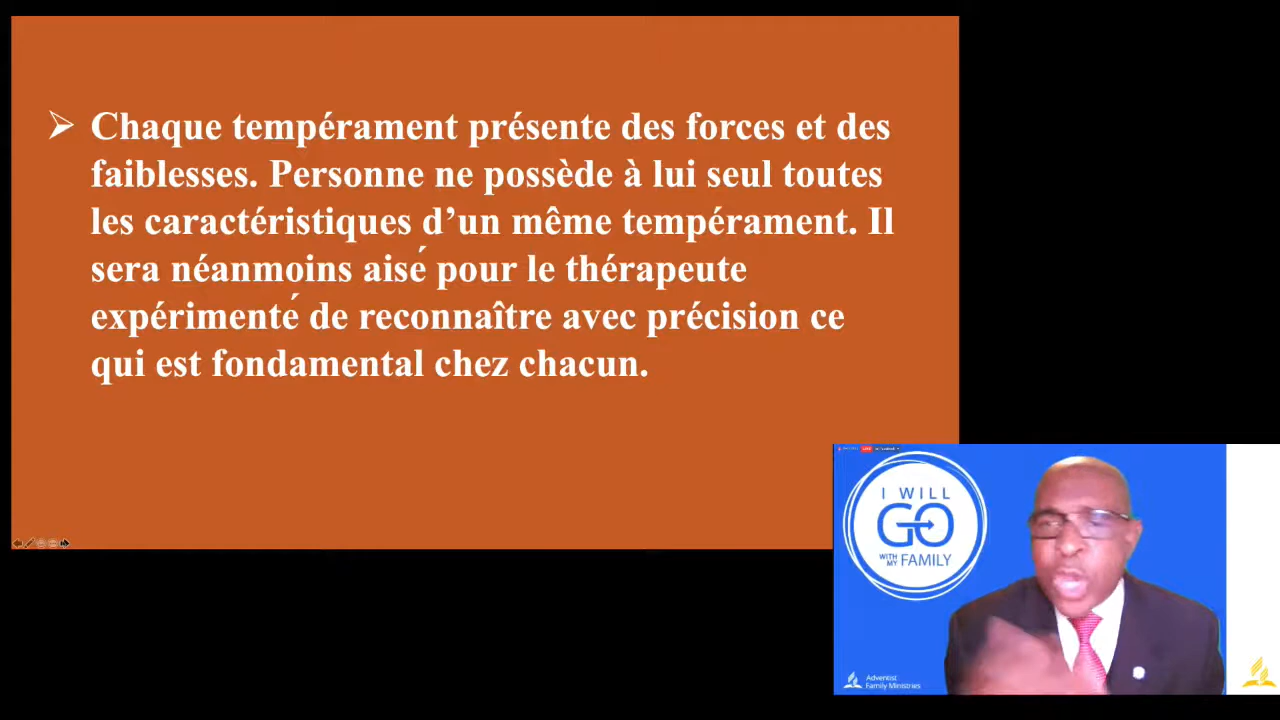 Chaque tempérament présente des forces et des
faiblesses. Personne ne possède à lui seul toutes
les caractéristiques d’un même tempérament. Il
sera néanmoins aisé pour le thérapeute
expérimenté de reconnaître avec précision ce
qui est fondamental chez chacun.
I WILL
GO
WITH MY FAMILY
Adventist
Family Ministries